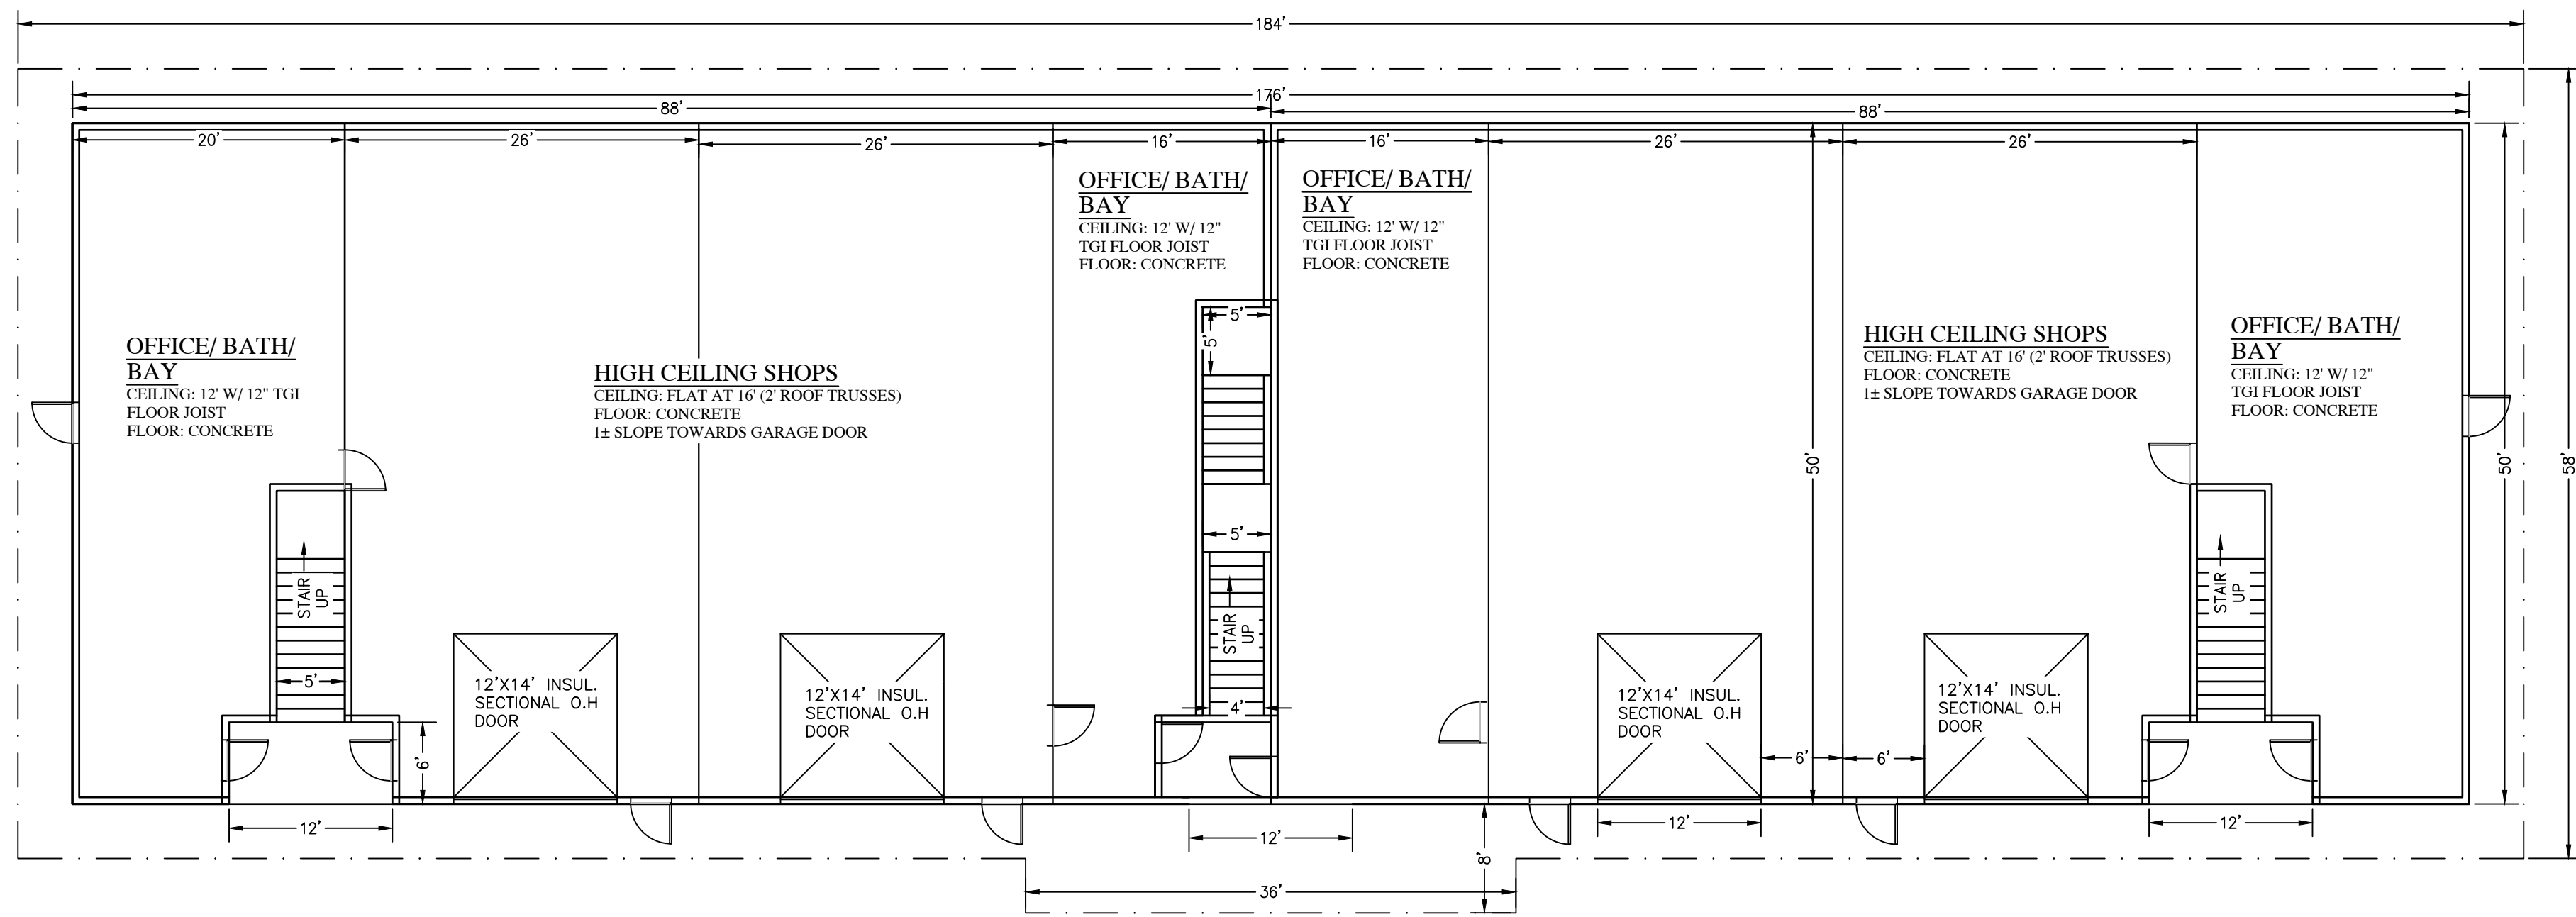 184'
176'
88'
88'
20'
26'
26'
16'
16'
26'
26'
OFFICE/ BATH/
BAY
CEILING: 12' W/ 12"
TGI FLOOR JOIST
FLOOR: CONCRETE
OFFICE/ BATH/
BAY
CEILING: 12' W/ 12"
TGI FLOOR JOIST
FLOOR: CONCRETE
OFFICE/ BATH/
BAY
CEILING: 12' W/ 12" TGI
FLOOR JOIST
FLOOR: CONCRETE
HIGH CEILING SHOPS
CEILING: FLAT AT 16' (2' ROOF TRUSSES)
FLOOR: CONCRETE
1± SLOPE TOWARDS GARAGE DOOR
5'
5'
HIGH CEILING SHOPS
CEILING: FLAT AT 16' (2' ROOF TRUSSES)
FLOOR: CONCRETE
1± SLOPE TOWARDS GARAGE DOOR
OFFICE/ BATH/
BAY
CEILING: 12' W/ 12"
TGI FLOOR JOIST
FLOOR: CONCRETE
50'
50'
58'
5'
STAIR
UP
STAIR
UP
STAIR
UP
5'
4'
12'X14' INSUL.
SECTIONAL O.H
DOOR
12'X14' INSUL.
SECTIONAL O.H
DOOR
12'X14' INSUL.
SECTIONAL O.H
DOOR
12'X14' INSUL.
SECTIONAL O.H
DOOR
6'
6'
6'
12'
12'
12'
12'
8'
36'